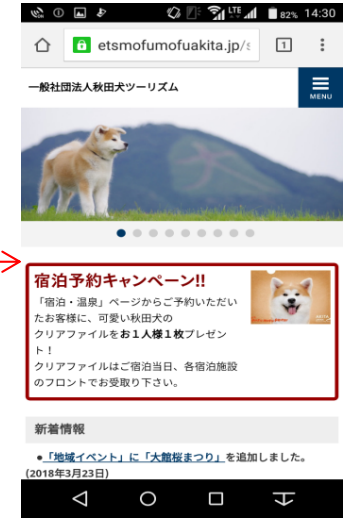 82% 14:30
etsmofumofuakita.jp/s
1
一般社団法人秋田犬ツーリズム
MENU
宿泊予約キャンペーン!!
「宿泊・温泉」ページからご予約いただい
たお客様に、可愛い秋田犬の
クリアファイルをお1人様1枚プレゼン
ト！
クリアファイルはご宿泊当日、各宿泊施設
のフロントでお受取り下さい。
新着情報
●「地域イベント」に「大館桜まつり」を追加しました。
(2018年3月23日)